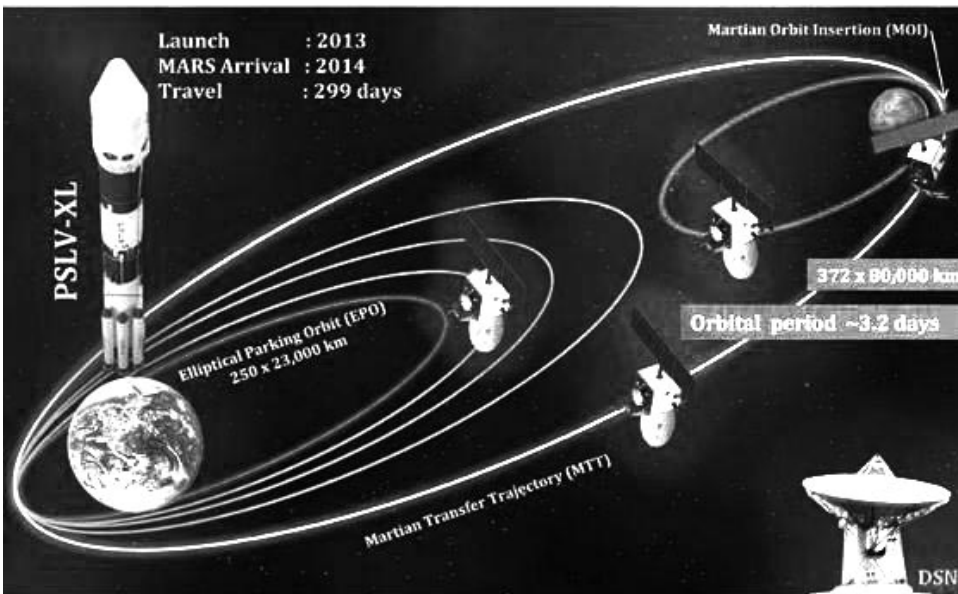 Launch : 2013
MARS Arrival : 2014
Travel : 299 days
Martian Orbit Insertion (MOI)
PSLV-XL
372 x 80,000 km
Orbital period ~3.2 days
Elliptical Parking Orbit (EPO)
250 x 23,000 km
Martian Transfer Trajectory (MTT)
DSN